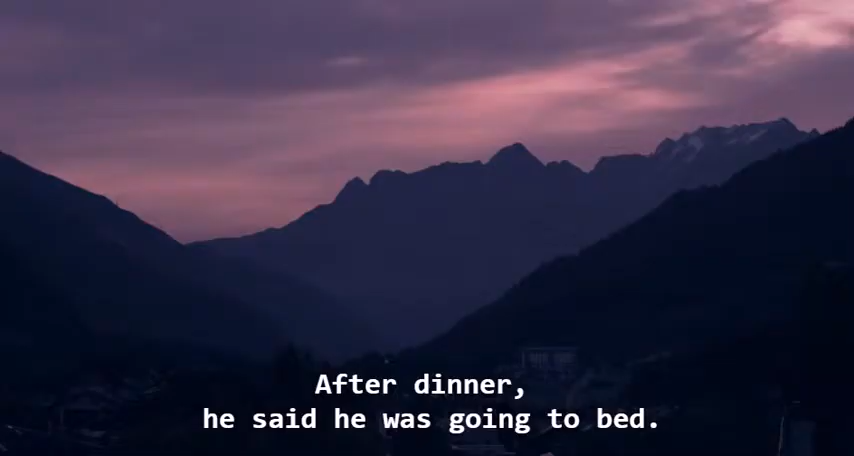 After dinner,
he said he was going to bed.